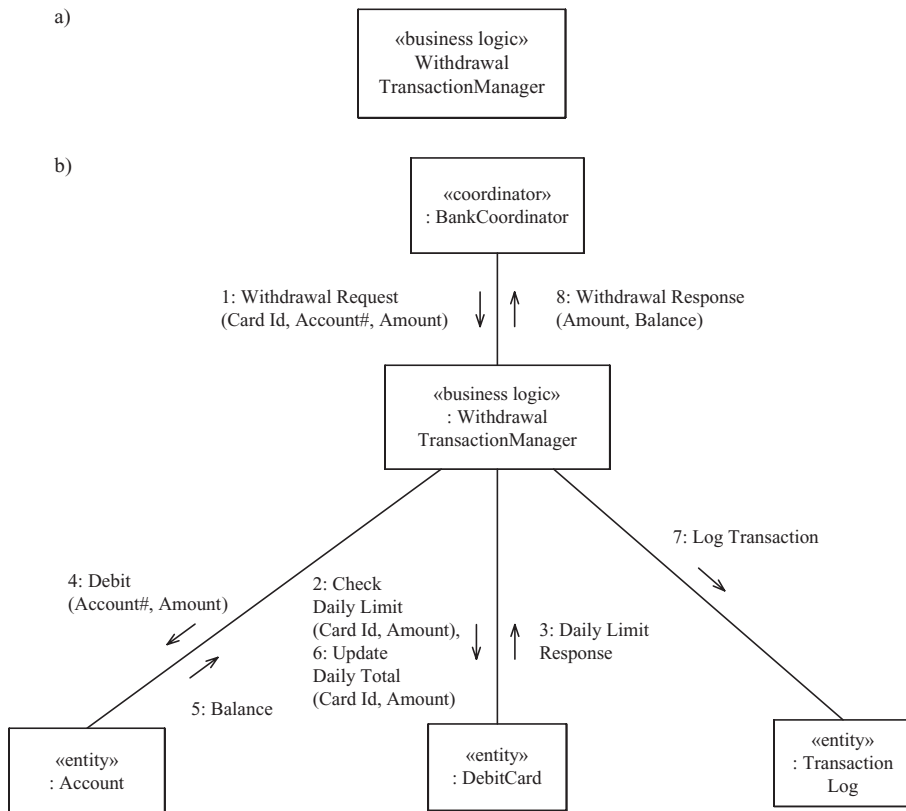 a)
«business logic»
Withdrawal
TransactionManager
b)
«coordinator»
: BankCoordinator
1: Withdrawal Request
(Card Id, Account#, Amount)
8: Withdrawal Response
(Amount, Balance)
«business logic»
: Withdrawal
TransactionManager
7: Log Transaction
4: Debit
(Account#, Amount)
2: Check
Daily Limit
(Card Id, Amount),
6: Update
Daily Total
(Card Id, Amount)
3: Daily Limit
Response
5: Balance
«entity»
: Account
«entity»
: DebitCard
«entity»
: Transaction
Log